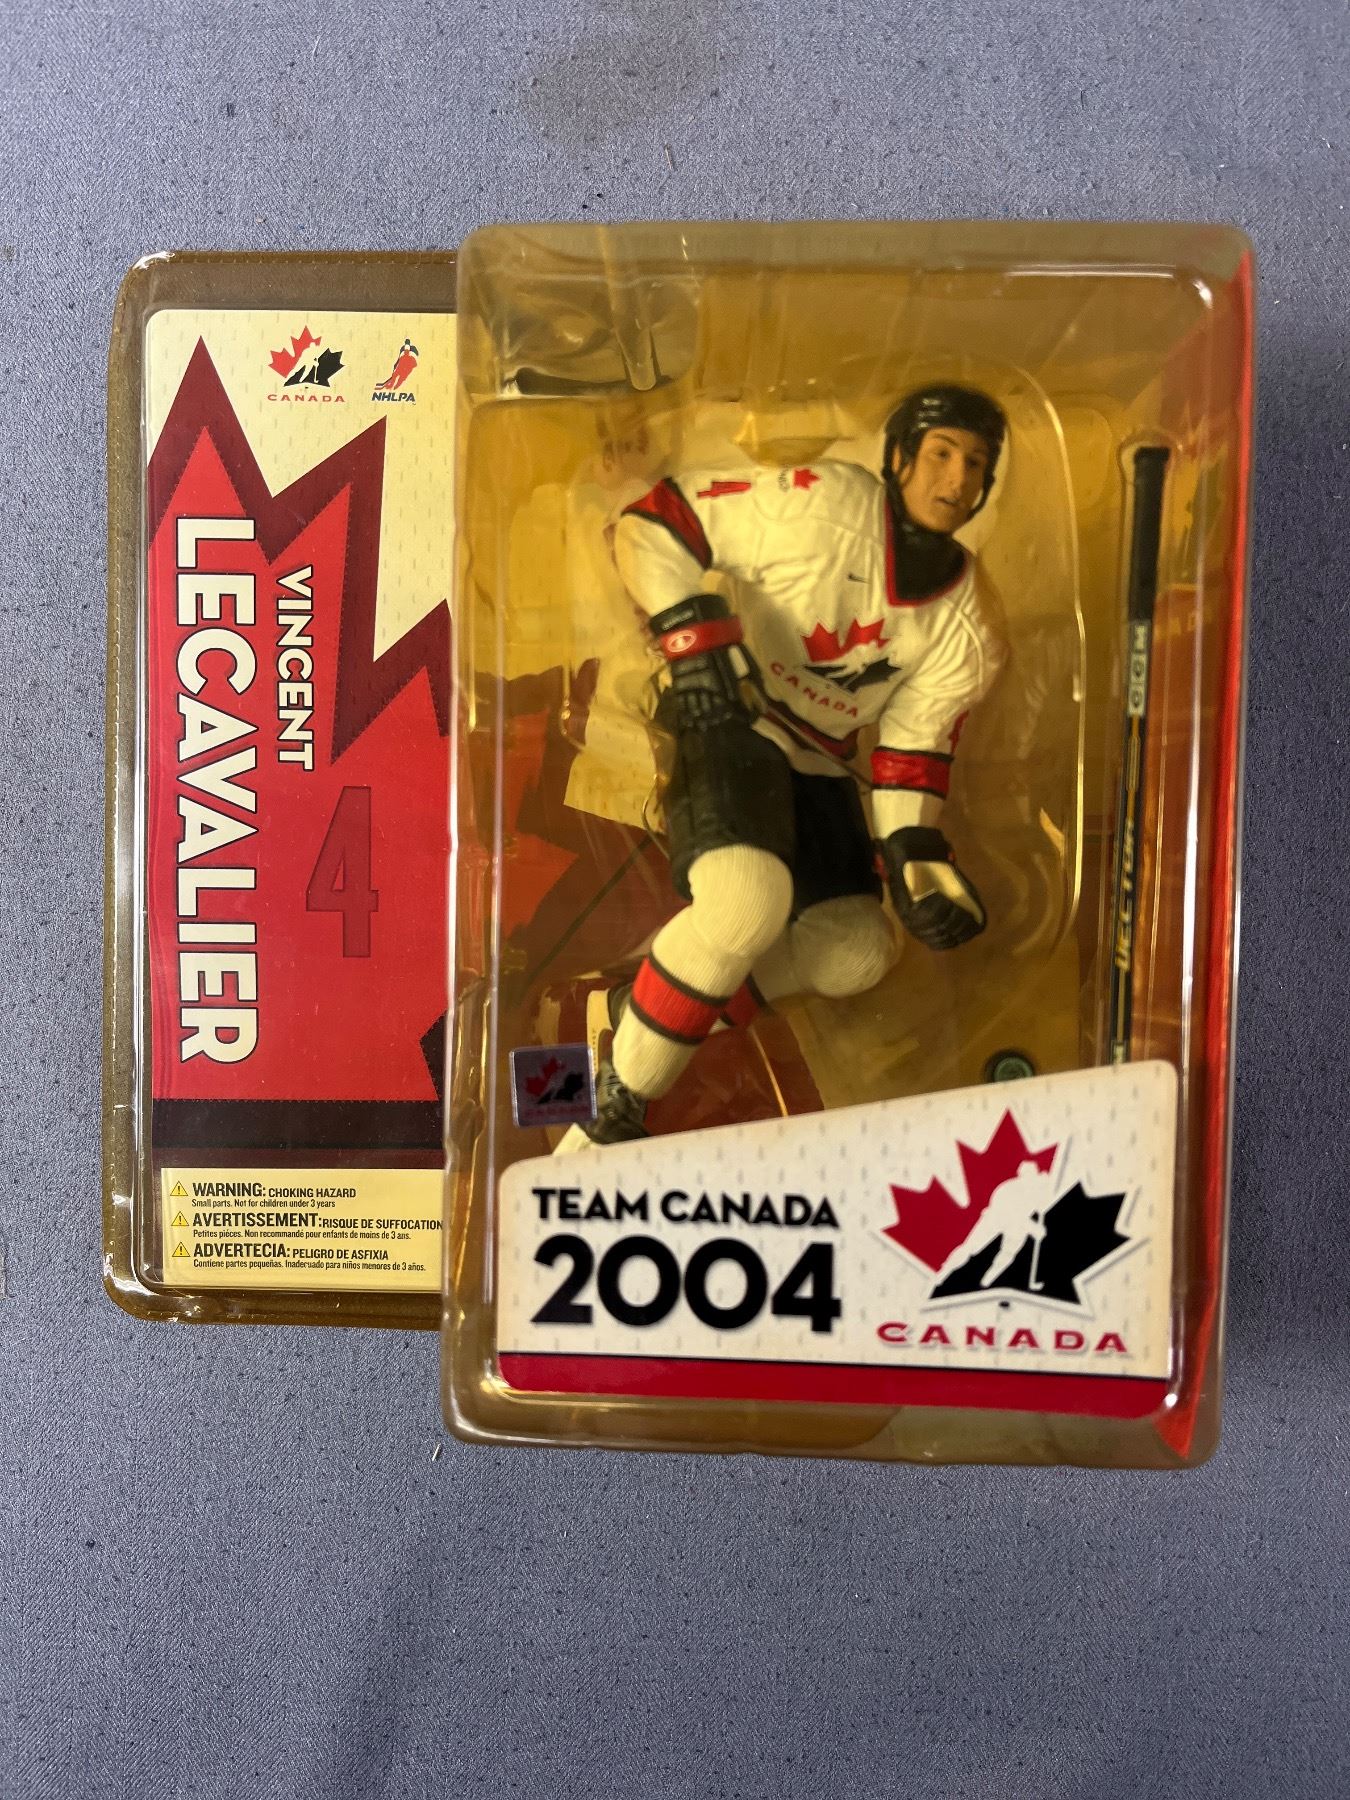 CANADA
NHLPA
VINCENT
LECAVALIER
4
WARNING: CHOKING HAZARD
Small parts. Not for children under 3 years
AVERTISSEMENT: RISQUE DE SUFFOCATION
Petites pièces. Non recommandé pour enfants de moins de 3 ans.
ADVERTECIA: PELIGRO DE ASFIXIA
Contiene partes pequeñas. Inadecuado para niños menores de 3 años.
CANADA
4
CCM
VECTOR
CANADA
TEAM CANADA
2004
CANADA